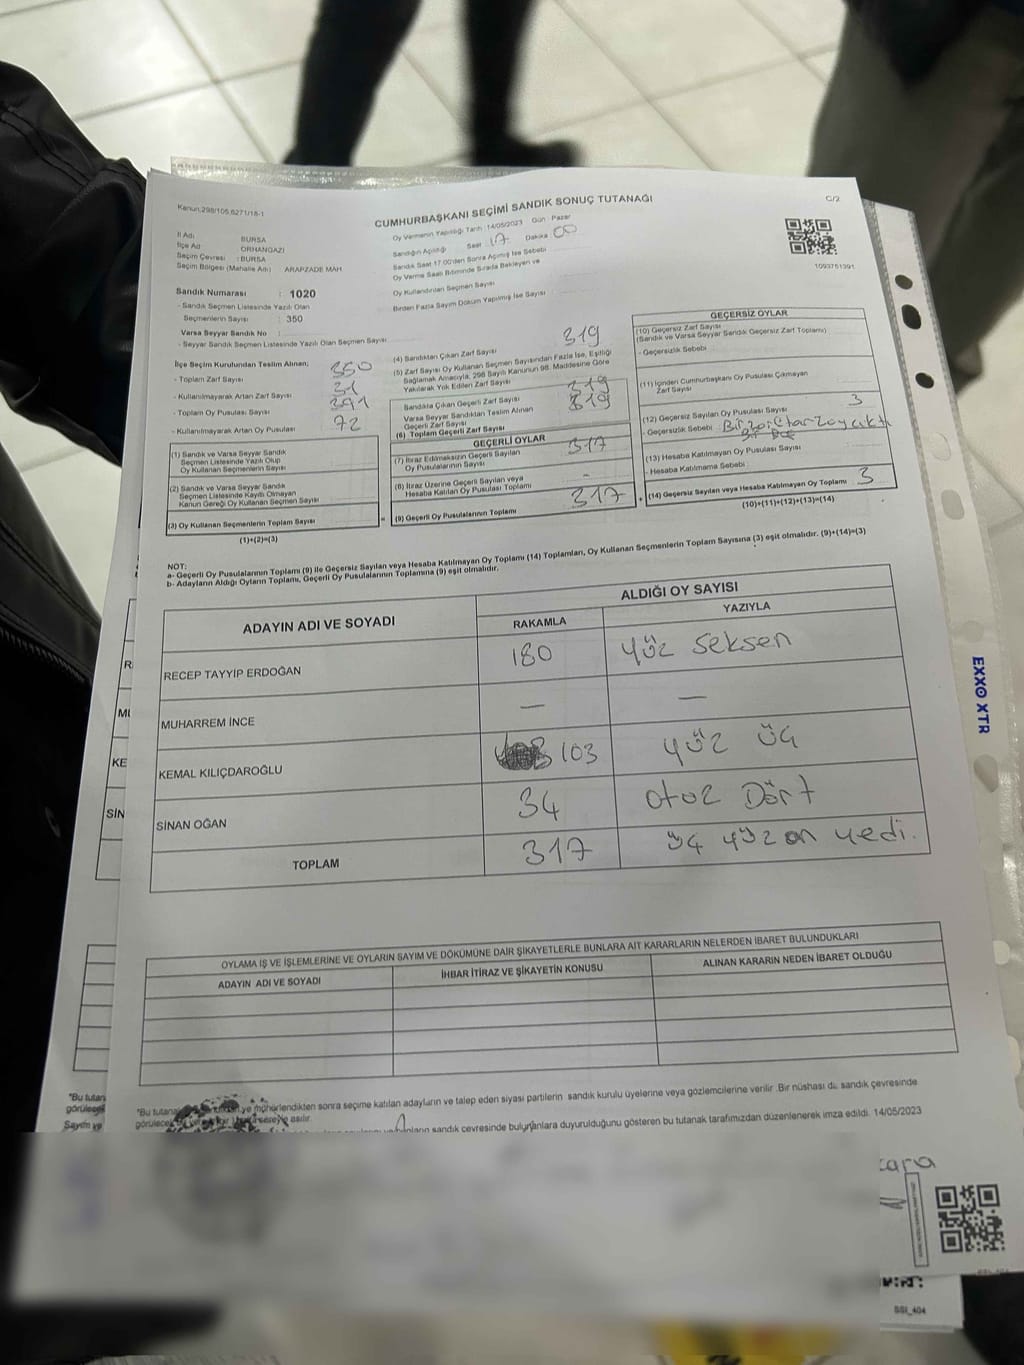 Kanun:298/105,6271/18-1
CUMHURBAŞKANI SEÇİMİ SANDIK SONUÇ TUTANAĞI
C/2
İl Adı BURSA
İlçe Ad ORHANGAZİ
Seçim Çevresi : BURSA
Seçim Bölgesi (Mahalle Adı) ARAPZADE MAH.
Sandık Numarası : 1020
- Sandık Seçmen Listesinde Yazılı Olan
Seçmenlerin Sayısı : 350
Varsa Seyyar Sandık No :
- Seyyar Sandık Seçmen Listesinde Yazılı Olan Seçmen Sayısı
İlçe Seçim Kurulundan Teslim Alınan;
- Toplam Zarf Sayısı 350
- Kullanılmayarak Artan Zarf Sayısı 31
- Toplam Oy Pusulası Sayısı 391
- Kullanılmayarak Artan Oy Pusulası 72
(1) Sandık ve Varsa Seyyar Sandık
Seçmen Listesinde Yazılı Olup
Oy Kullanan Seçmenlerin Sayısı
(2) Sandık ve Varsa Seyyar Sandık
Seçmen Listesinde Kayıtlı Olmayan
Kanun Gereği Oy Kullanan Seçmen Sayısı
(3) Oy Kullanan Seçmenlerin Toplam Sayısı
(1)+(2)=(3)
Oy Vermenin Yapıldığı Tarih : 14/05/2023 Gün : Pazar
Sandığın Açıldığı Saat : 17 Dakika : 00
Sandık Saat 17.00'den Sonra Açılmış İse Sebebi
Oy Verme Saati Bitiminde Sırada Bekleyen ve
Oy Kullandırılan Seçmen Sayısı
Birden Fazla Sayım Döküm Yapılmış İse Sayısı
(4) Sandıktan Çıkan Zarf Sayısı 319
(5) Zarf Sayısı Oy Kullanan Seçmen Sayısından Fazla İse, Eşitliği
Sağlamak Amacıyla, 298 Sayılı Kanunun 98. Maddesine Göre
Yakılarak Yok Edilen Zarf Sayısı
Sandıkta Çıkan Geçerli Zarf Sayısı 319
Varsa Seyyar Sandıktan Teslim Alınan
Geçerli Zarf Sayısı 319
(6) Toplam Geçerli Zarf Sayısı
GEÇERLİ OYLAR
(7) İtiraz Edilmeksizin Geçerli Sayılan
Oy Pusulalarının Sayısı 317
(8) İtiraz Üzerine Geçerli Sayılan veya
Hesaba Katılan Oy Pusulası Toplamı -
(9) Geçerli Oy Pusulalarının Toplamı 317
1093751391
GEÇERSİZ OYLAR
(10) Geçersiz Zarf Sayısı
(Sandık ve Varsa Seyyar Sandık Geçersiz Zarf Toplamı)
- Geçersizlik Sebebi
(11) İçinden Cumhurbaşkanı Oy Pusulası Çıkmayan
Zarf Sayısı
(12) Geçersiz Sayılan Oy Pusulası Sayısı 3
- Geçersizlik Sebebi : Bir zarftan
(13) Hesaba Katılmayan Oy Pusulası Sayısı
- Hesaba Katılmama Sebebi :
(14) Geçersiz Sayılan veya Hesaba Katılmayan Oy Toplamı 3
(10)+(11)+(12)+(13)=(14)
NOT:
a- Geçerli Oy Pusulalarının Toplamı (9) ile Geçersiz Sayılan veya Hesaba Katılmayan Oy Toplamı (14) Toplamları, Oy Kullanan Seçmenlerin Toplam Sayısına (3) eşit olmalıdır. (9)+(14)=(3)
b- Adayların Aldığı Oyların Toplamı, Geçerli Oy Pusulalarının Toplamına (9) eşit olmalıdır.
ADAYIN ADI VE SOYADI
ALDIĞI OY SAYISI
RAKAMLA YAZIYLA
RECEP TAYYİP ERDOĞAN 180 yüz seksen
MUHARREM İNCE — —
KEMAL KILIÇDAROĞLU 103 yüz üç
SİNAN OĞAN 34 otuz Dört
TOPLAM 317 üç yüz on yedi.
OYLAMA İŞ VE İŞLEMLERİNE VE OYLARIN SAYIM VE DÖKÜMÜNE DAİR ŞİKAYETLERLE BUNLARA AİT KARARLARIN NELERDEN İBARET BULUNDUKLARI
ADAYIN ADI VE SOYADI İHBAR İTİRAZ VE ŞİKAYETİN KONUSU ALINAN KARARIN NEDEN İBARET OLDUĞU
*Bu mühürlendikten sonra seçime katılan adayların ve talep eden siyasi partilerin sandık kurulu üyelerine veya gözlemcilerine verilir .Bir nüshası da sandık çevresinde
süreyle asılır.
sandık çevresinde bulunanlara duyurulduğunu gösteren bu tutanak tarafımızdan düzenlenerek imza edildi. 14/05/2023
*Bu tutan
görülecek
Sayım ve
EXXO XTR
SSI_404